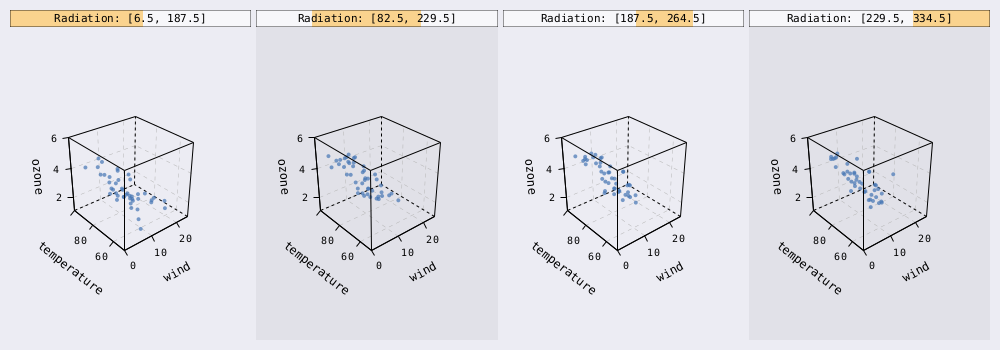 Radiation: [6.5, 187.5]
Radiation: [82.5, 229.5]
Radiation: [187.5, 264.5]
Radiation: [229.5, 334.5]
6
4
2
ozone
80
60
temperature
0
10
20
wind
6
4
2
ozone
80
60
temperature
0
10
20
wind
6
4
2
ozone
80
60
temperature
0
10
20
wind
6
4
2
ozone
80
60
temperature
0
10
20
wind